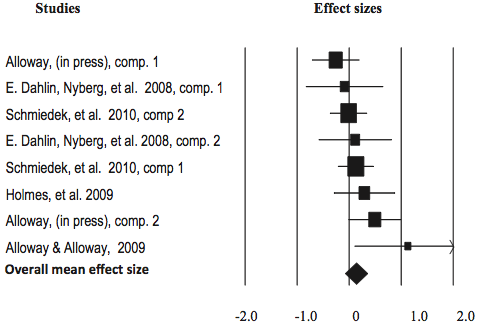 Studies Effect sizes
Alloway, (in press), comp. 1
E. Dahlin, Nyberg, et al. 2008, comp. 1
Schmiedek, et al. 2010, comp 2
E. Dahlin, Nyberg, et al. 2008, comp. 2
Schmiedek, et al. 2010, comp 1
Holmes, et al. 2009
Alloway, (in press), comp. 2
Alloway & Alloway, 2009
Overall mean effect size
-2.0 -1.0 0 1.0 2.0